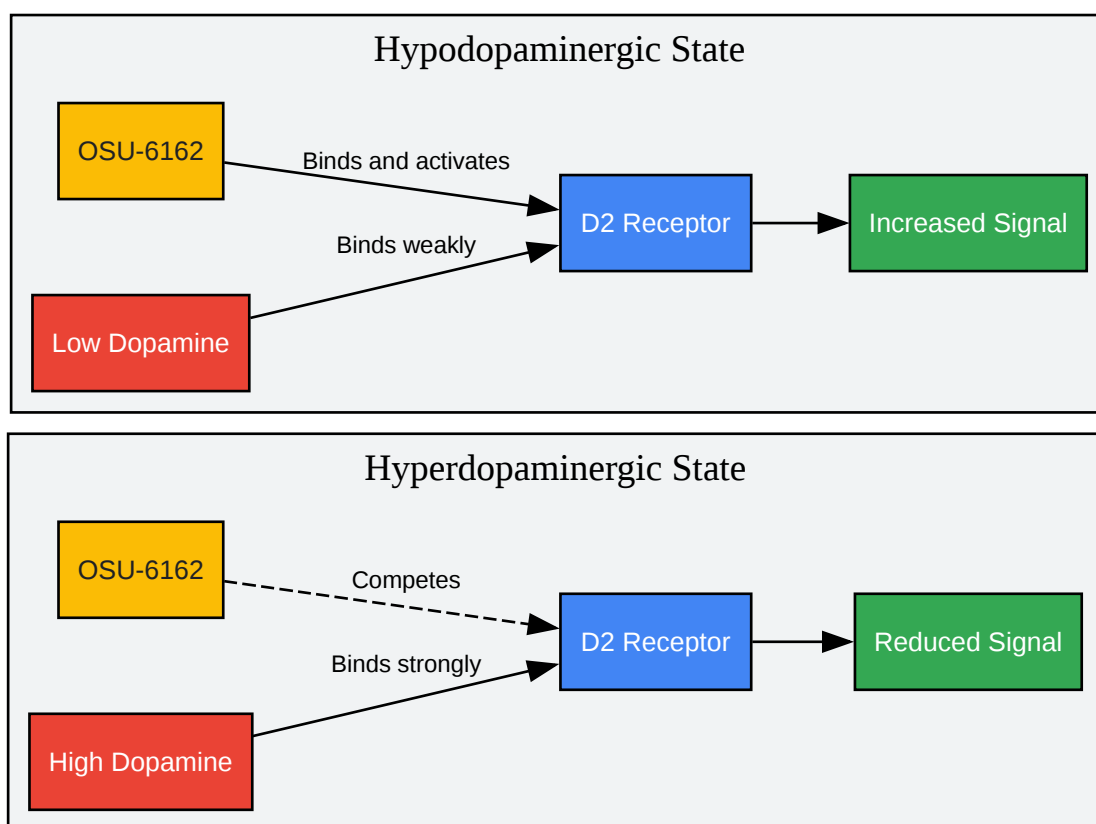 Hypodopaminergic State
OSU-6162
Binds and activates
D2 Receptor
Increased Signal
Binds weakly
Low Dopamine
Hyperdopaminergic State
OSU-6162
Competes
D2 Receptor
Reduced Signal
Binds strongly
High Dopamine